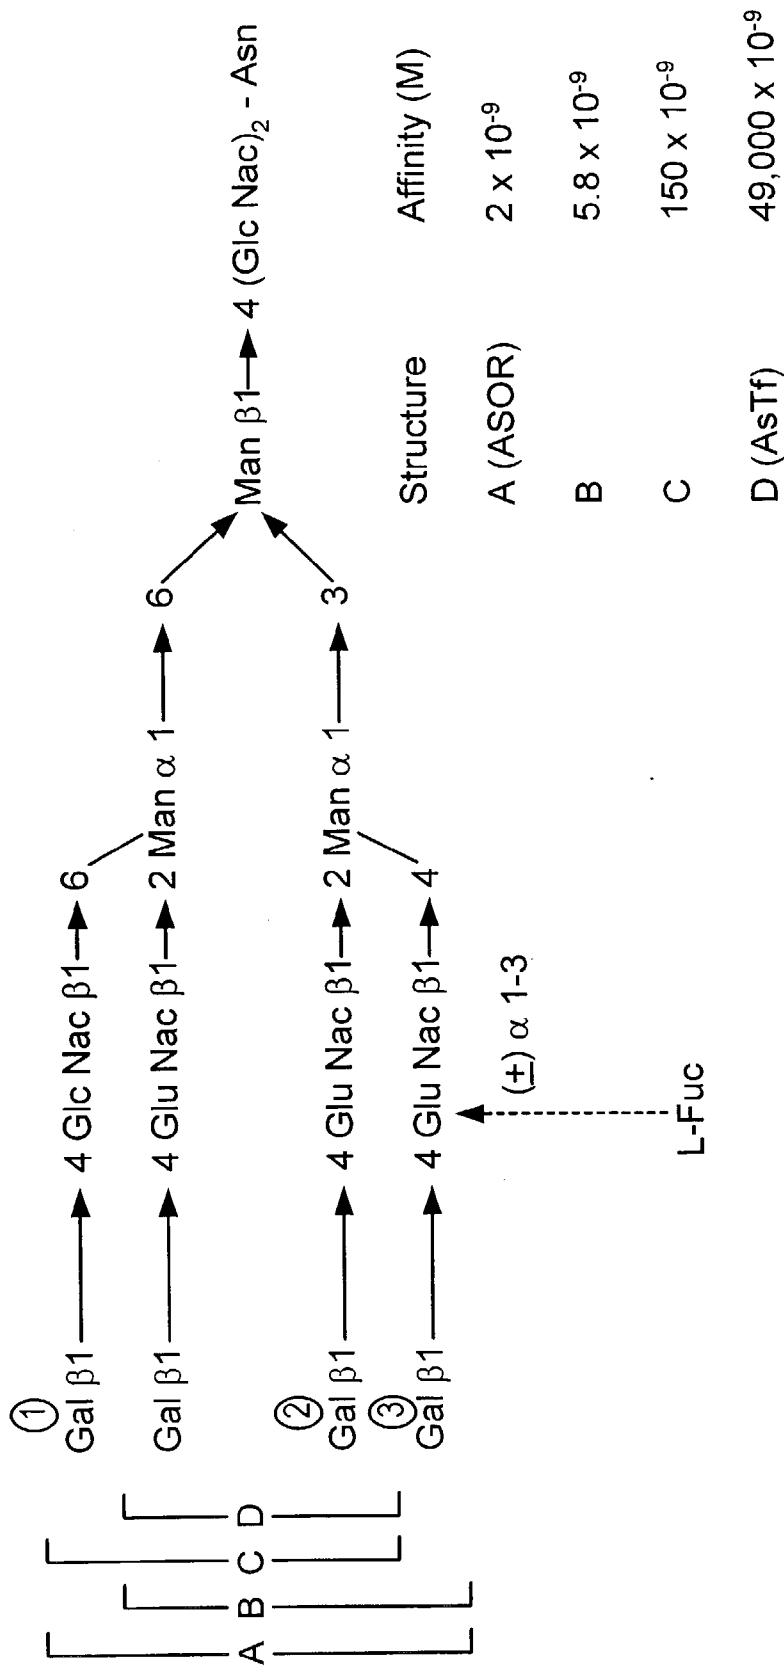 ① 
Gal β1 4 Glc Nac β1 6
Gal β1 4 Glu Nac β1 2 Man α 1 6
Man β1 4 (Glc Nac)₂ - Asn
②
Gal β1 4 Glu Nac β1 2 Man α 1 3
③
Gal β1 4 Glu Nac β1 4
(±) α 1-3
L-Fuc
A B C D
Structure Affinity (M)
A (ASOR) 2 x 10⁻⁹
B 5.8 x 10⁻⁹
C 150 x 10⁻⁹
D (AsTf) 49,000 x 10⁻⁹